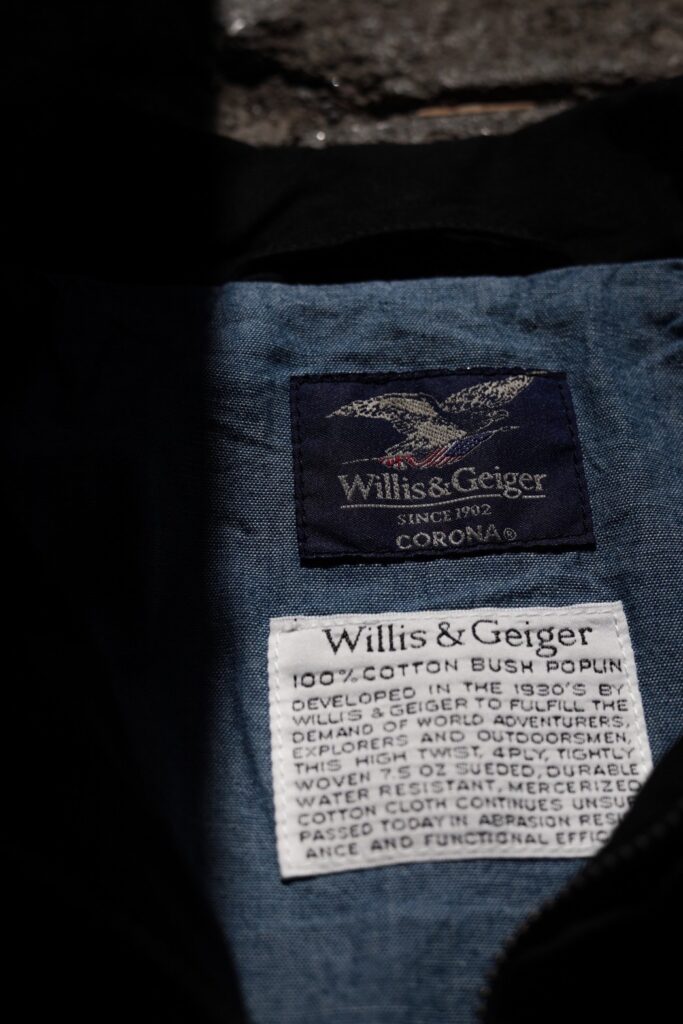 Willis & Geiger
SINCE 1902
CORONA®
Willis & Geiger
100% COTTON BUSH POPLIN
DEVELOPED IN THE 1930'S BY
WILLIS & GEIGER TO FULFILL THE
DEMAND OF WORLD ADVENTURERS,
EXPLORERS AND OUTDOORSMEN,
THIS HIGH TWIST, 4PLY, TIGHTLY
WOVEN 7.5 OZ SUEDED, DURABLE
WATER RESISTANT, MERCERIZED
COTTON CLOTH CONTINUES
PASSED TODAY IN ABRASION
ANCE AND FUNCTIONAL